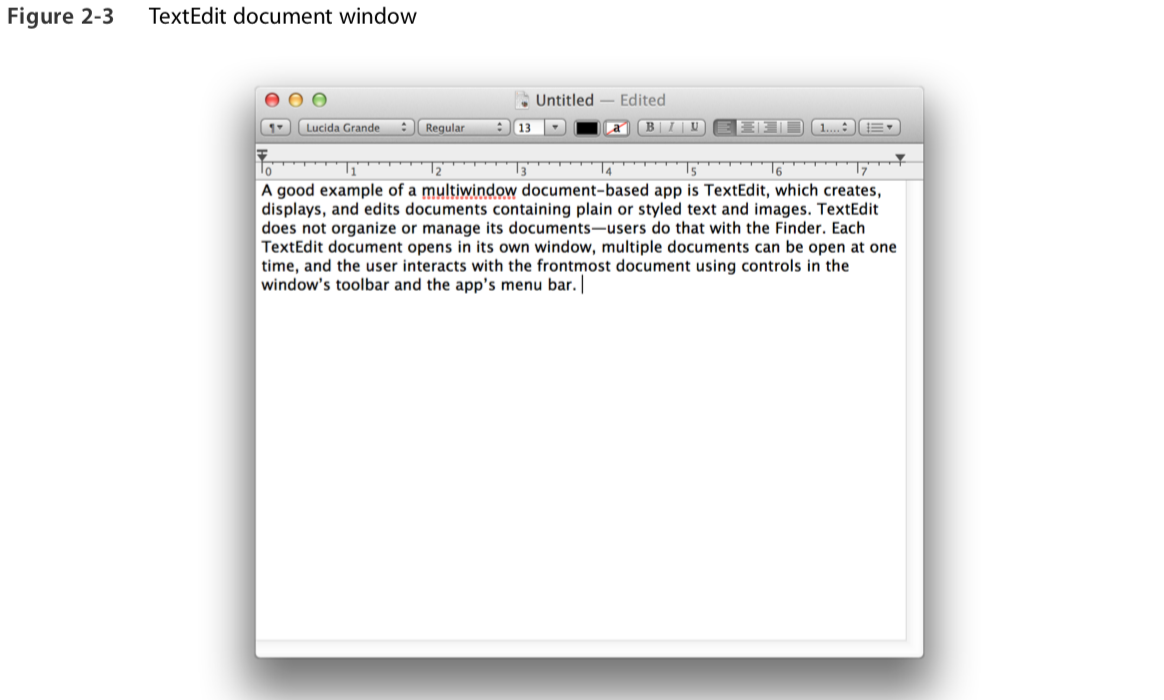 Figure 2-3 TextEdit document window
Untitled — Edited
¶ Lucida Grande Regular 13 a B I U 1....
0 1 2 3 4 5 6 7
A good example of a multiwindow document-based app is TextEdit, which creates,
displays, and edits documents containing plain or styled text and images. TextEdit
does not organize or manage its documents—users do that with the Finder. Each
TextEdit document opens in its own window, multiple documents can be open at one
time, and the user interacts with the frontmost document using controls in the
window's toolbar and the app's menu bar.